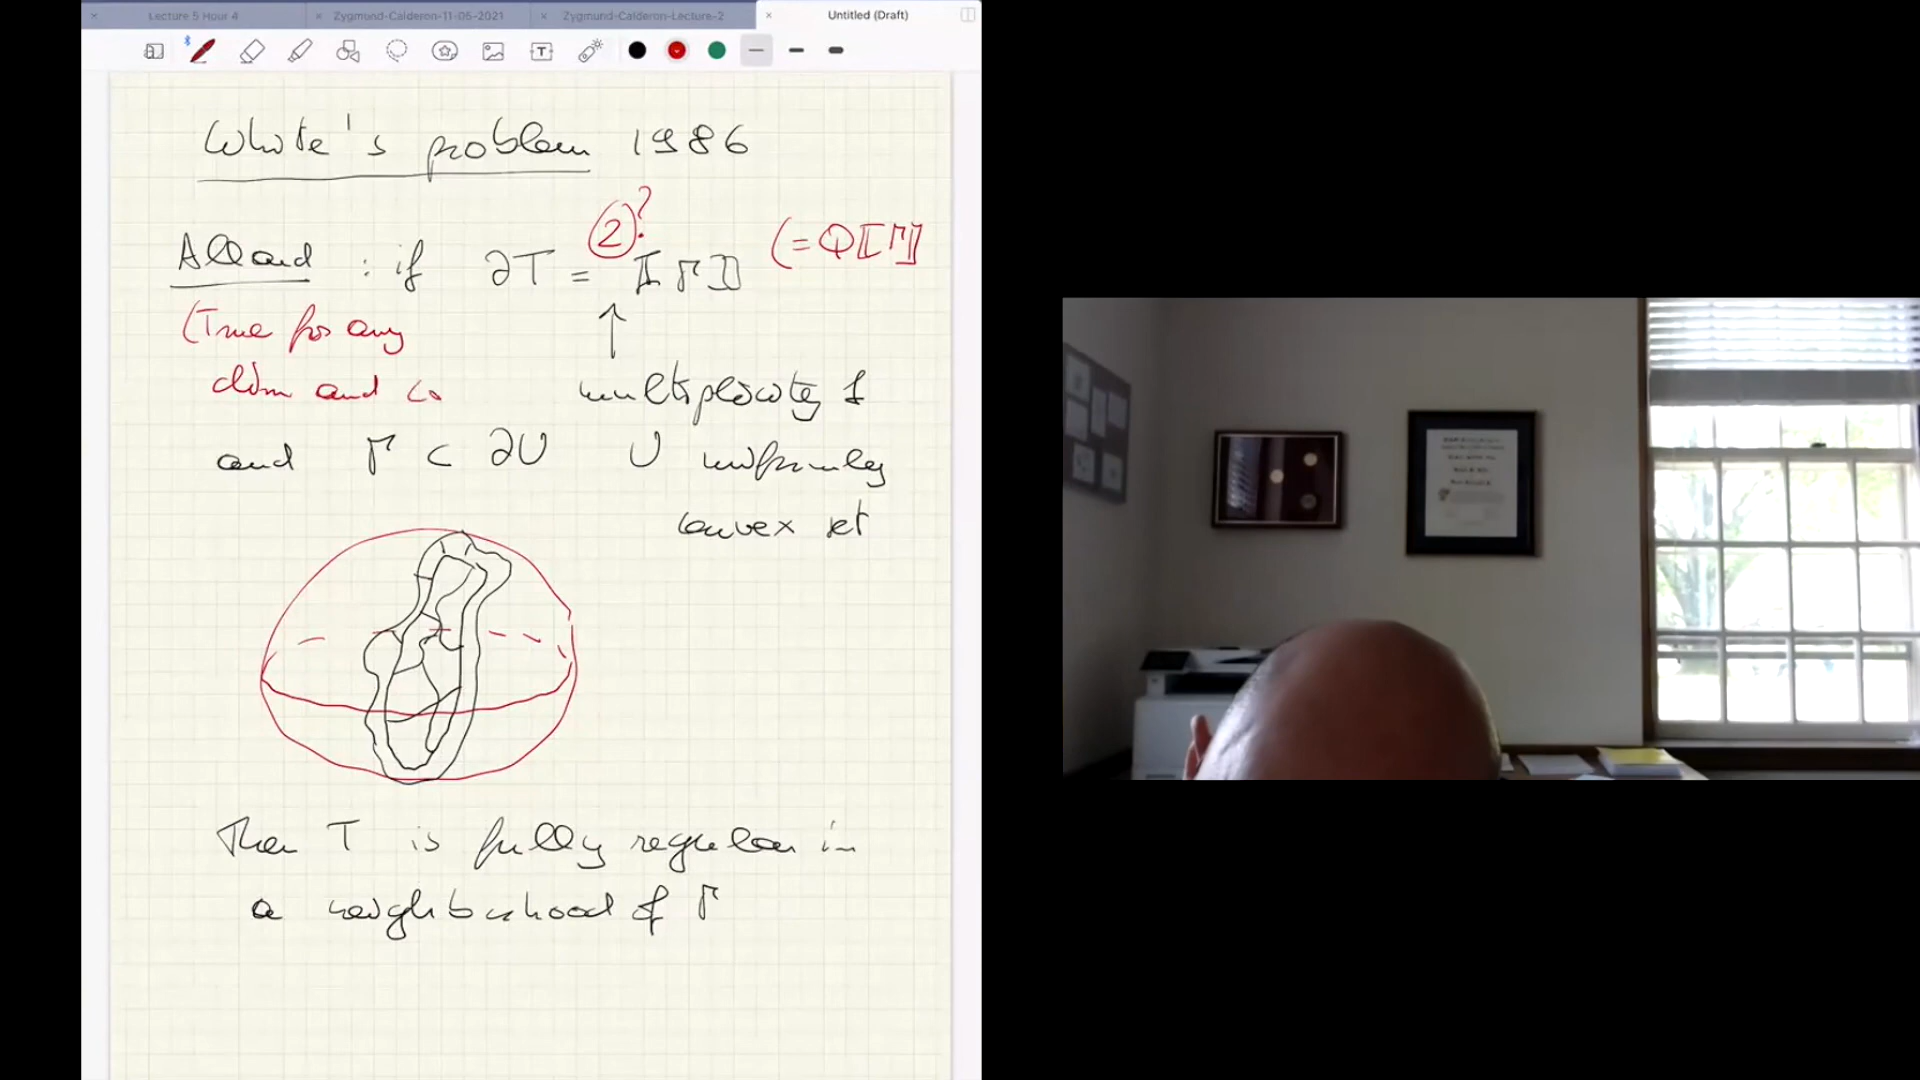 Lecture 5 Hour 4
Zygmund-Calderon-11-05-2021
Zygmund-Calderon-Lecture-2
Untitled (Draft)
White's problem 1986
2? (= Q⟦Γ⟧
Allard : if ∂T = ⟦Γ⟧
(True for any ↑
dim and co multiplicity 1
and Γ ⊂ ∂U U uniformly
convex set
Then T is fully regular in
a neighborhood of Γ